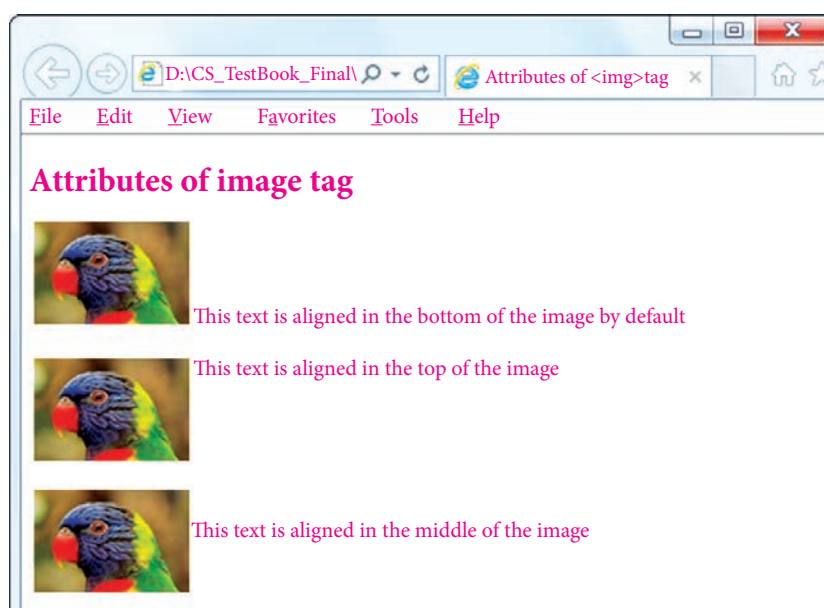 D:\CS_TestBook_Final\ Attributes of <img>tag
File Edit View Favorites Tools Help
Attributes of image tag
This text is aligned in the bottom of the image by default
This text is aligned in the top of the image
This text is aligned in the middle of the image